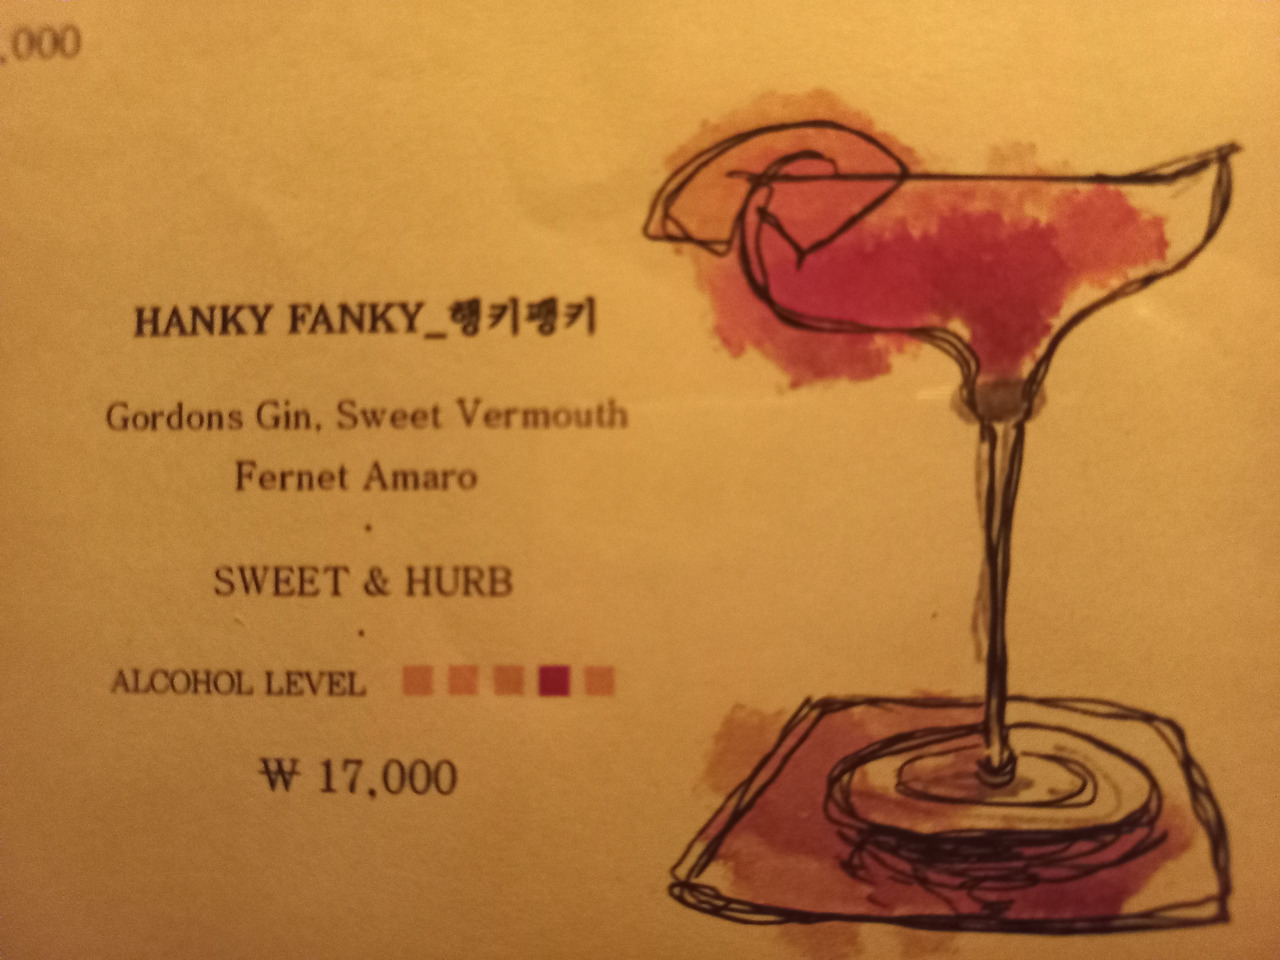 ,000
HANKY FANKY_행키팽키
Gordons Gin, Sweet Vermouth
Fernet Amaro
SWEET & HURB
ALCOHOL LEVEL
₩ 17,000